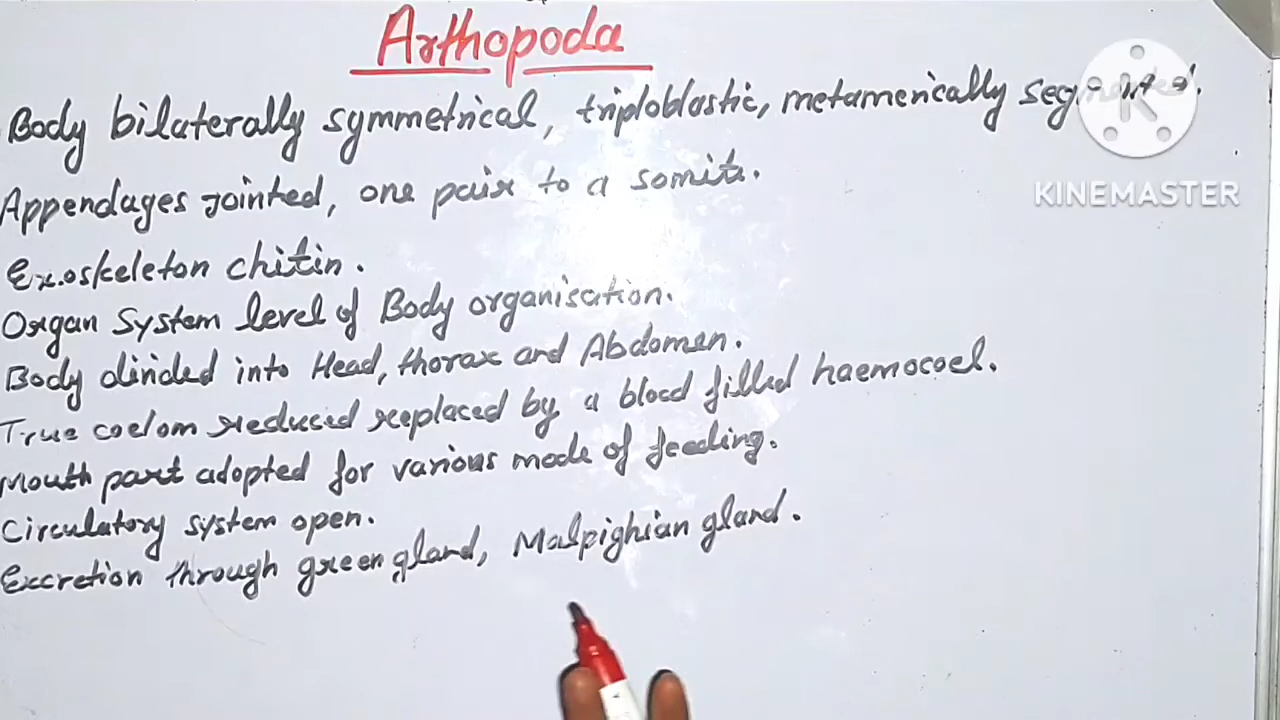 Arthopoda
Body bilaterally symmetrical, triploblastic, metamerically segmented.
Appendages Jointed, one pair to a somite.
Exoskeleton chitin.
Organ System level of Body organisation.
Body divided into Head, thorax and Abdomen.
True coelom reduced replaced by a blood filled haemocoel.
Mouth part adopted for various mode of feeding.
Circulatory system open.
Excretion through green gland, Malpighian gland.
K
KINEMASTER